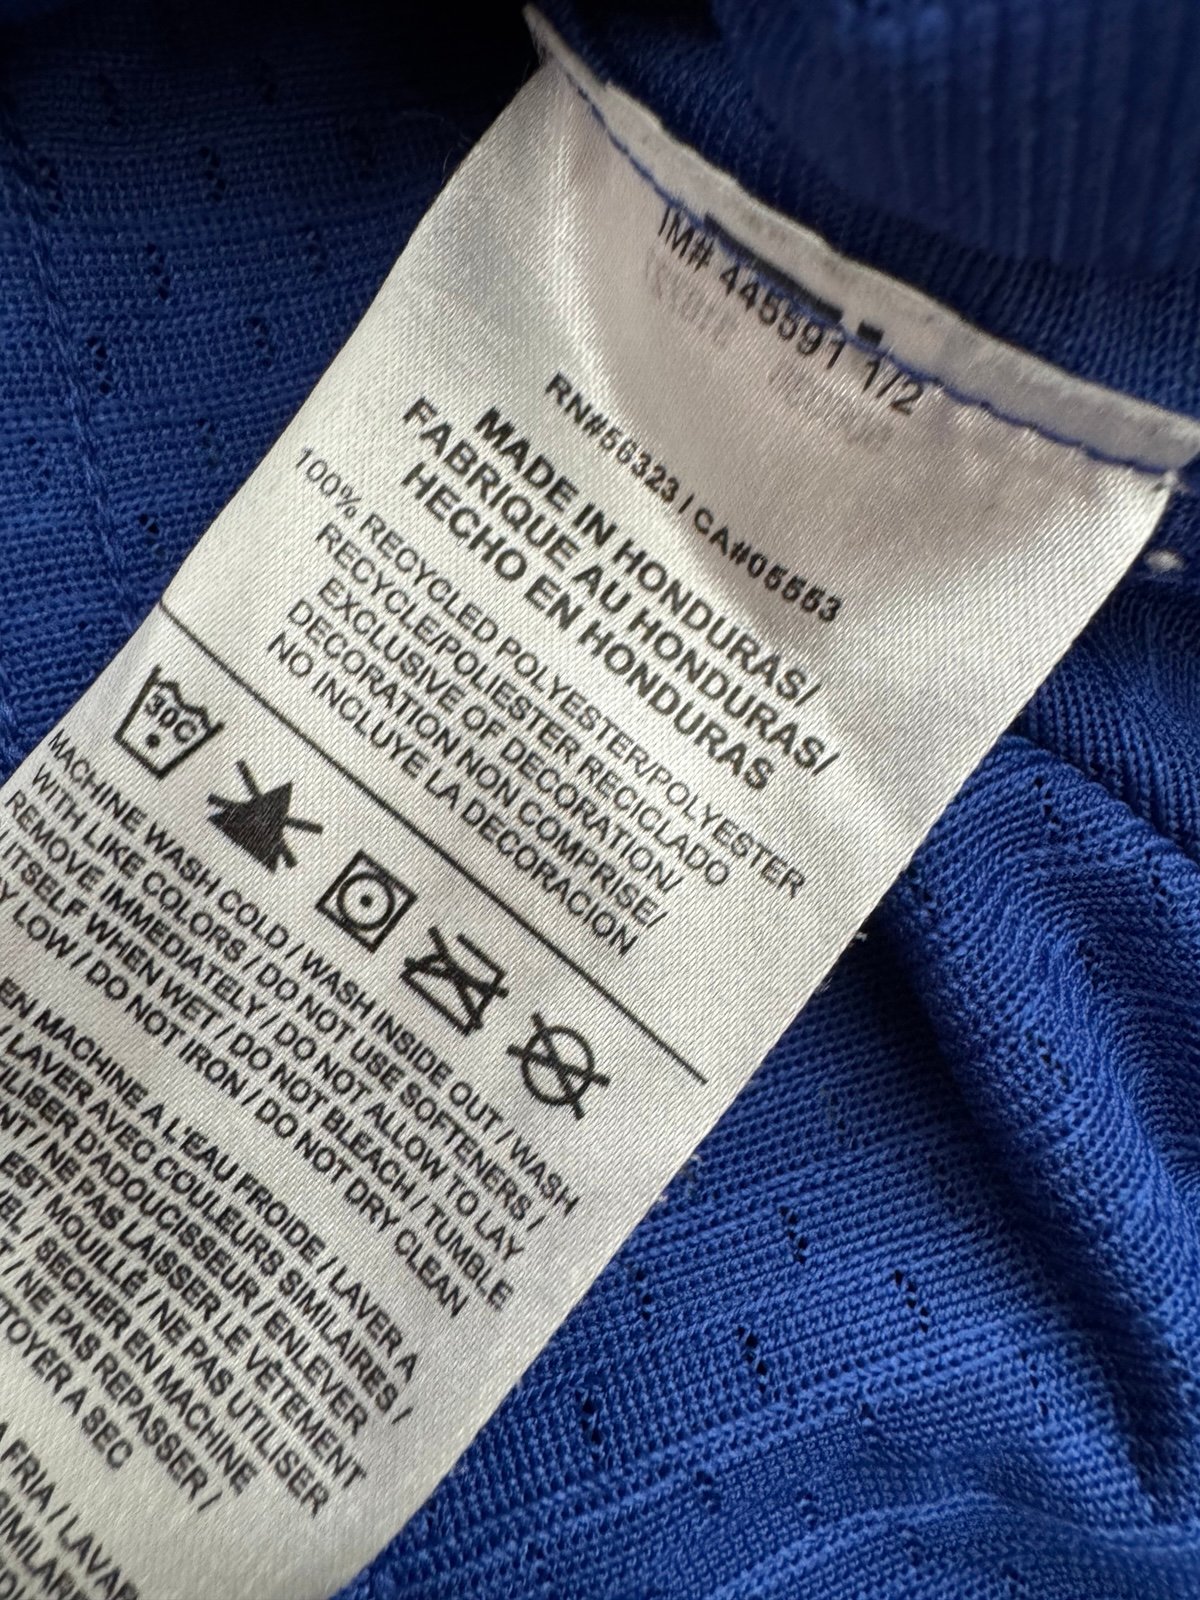 IM# 445591 1/2
RN#56323 / CA#05553
MADE IN HONDURAS/
FABRIQUE AU HONDURAS/
HECHO EN HONDURAS
100% RECYCLED POLYESTER/POLYESTER
RECYCLE/POLIESTER RECICLADO
EXCLUSIVE OF DECORATION/
DECORATION NON COMPRISE/
NO INCLUYE LA DECORACION
30C
MACHINE WASH COLD / WASH INSIDE OUT / WASH
WITH LIKE COLORS / DO NOT USE SOFTENERS /
REMOVE IMMEDIATELY / DO NOT ALLOW TO LAY
ITSELF WHEN WET / DO NOT BLEACH / TUMBLE
LOW / DO NOT IRON / DO NOT DRY CLEAN
EN MACHINE A L'EAU FROIDE / LAVER A
/ LAVER AVEC COULEURS SIMILAIRES /
D'ADOUCISSEUR / ENLEVER
/ NE PAS LAISSER LE VÊTEMENT
EST MOUILLÉ / NE PAS UTILISER
/ SÉCHER EN MACHINE
/ NE PAS REPASSER /
A SEC
FRIA /